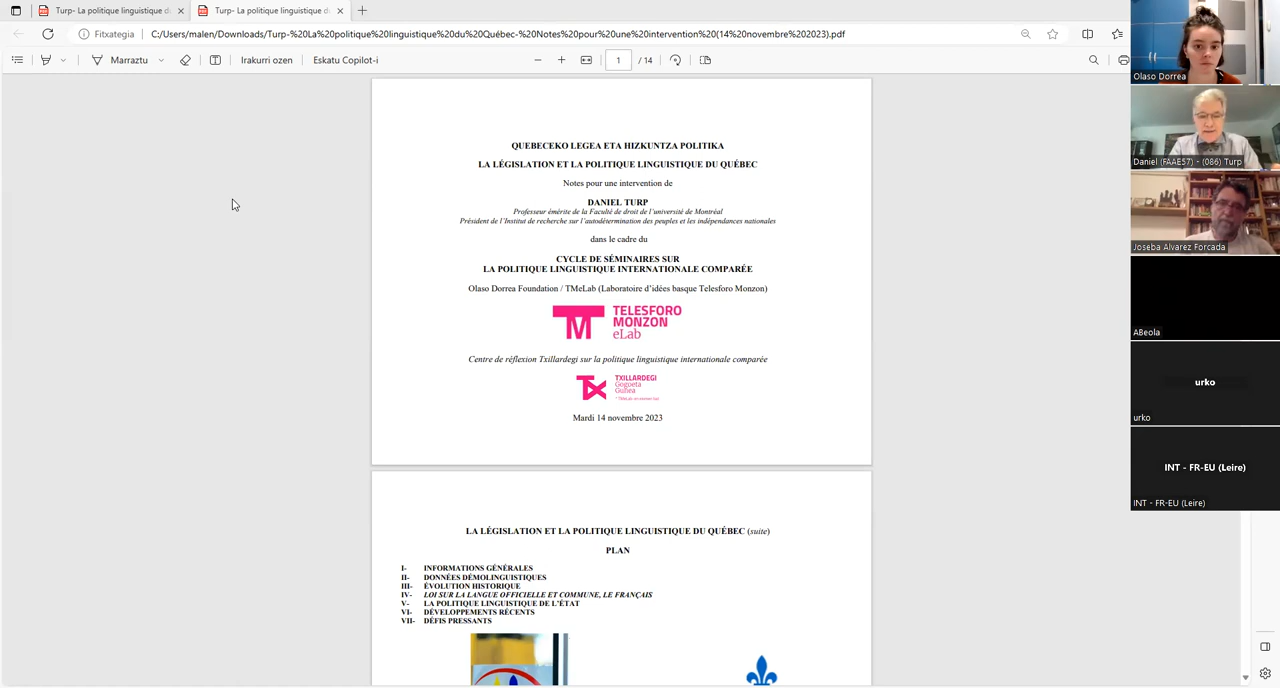 Turp- La politique linguistique d
Turp- La politique linguistique d
Fitxategia
C:/Users/malen/Downloads/Turp-%20La%20politique%20linguistique%20du%20Québec-%20Notes%20pour%20une%20intervention%20(14%20novembre%202023).pdf
Marraztu
Irakurri ozen
Eskatu Copilot-i
1 / 14
QUEBECEKO LEGEA ETA HIZKUNTZA POLITIKA
LA LÉGISLATION ET LA POLITIQUE LINGUISTIQUE DU QUÉBEC
Notes pour une intervention de
DANIEL TURP
Professeur émérite de la Faculté de droit de l'université de Montréal
Président de l'Institut de recherche sur l'autodétermination des peuples et les indépendances nationales
dans le cadre du
CYCLE DE SÉMINAIRES SUR
LA POLITIQUE LINGUISTIQUE INTERNATIONALE COMPARÉE
Olaso Dorrea Foundation / TMeLab (Laboratoire d'idées basque Telesforo Monzon)
TM
TELESFORO
MONZON
eLab
Centre de réflexion Txillardegi sur la politique linguistique internationale comparée
TX
TXILLARDEGI
Gogoeta
Gunea
Mardi 14 novembre 2023
LA LÉGISLATION ET LA POLITIQUE LINGUISTIQUE DU QUÉBEC (suite)
PLAN
I- INFORMATIONS GÉNÉRALES
II- DONNÉES DÉMOLINGUISTIQUES
III- ÉVOLUTION HISTORIQUE
IV- LOI SUR LA LANGUE OFFICIELLE ET COMMUNE, LE FRANÇAIS
V- LA POLITIQUE LINGUISTIQUE DE L'ÉTAT
VI- DÉVELOPPEMENTS RÉCENTS
VII- DÉFIS PRESSANTS
Olaso Dorrea
Daniel (FAAE57) - (086) Turp
Joseba Alvarez Forcada
ABeola
urko
urko
INT - FR-EU (Leire)
INT - FR-EU (Leire)